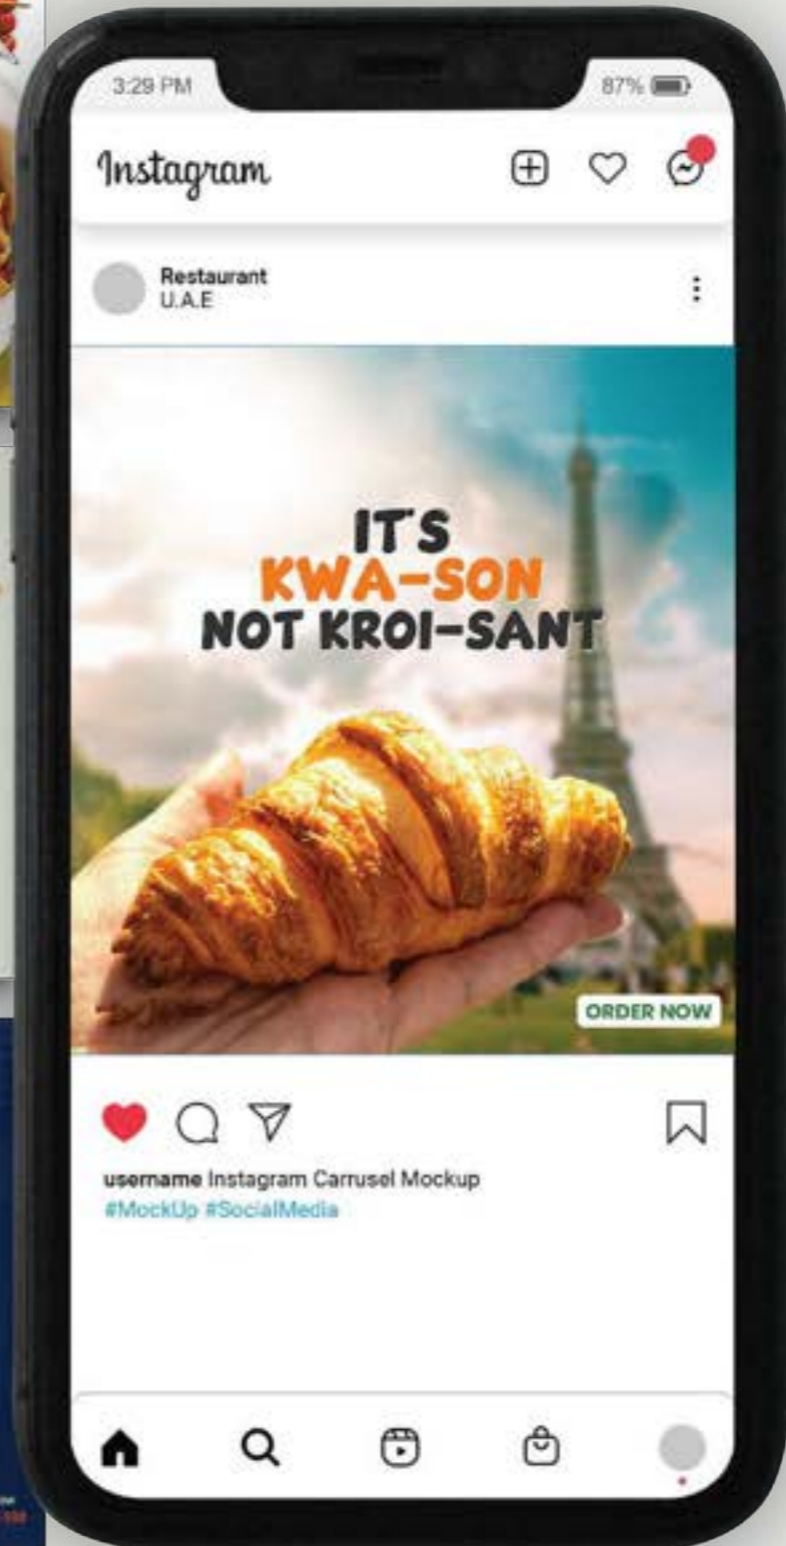 3:29 PM
87%
Instagram
Restaurant
U.A.E
IT'S
KWA-SON
NOT KROI-SANT
ORDER NOW
username Instagram Carrusel Mockup
#MockUp #SocialMedia